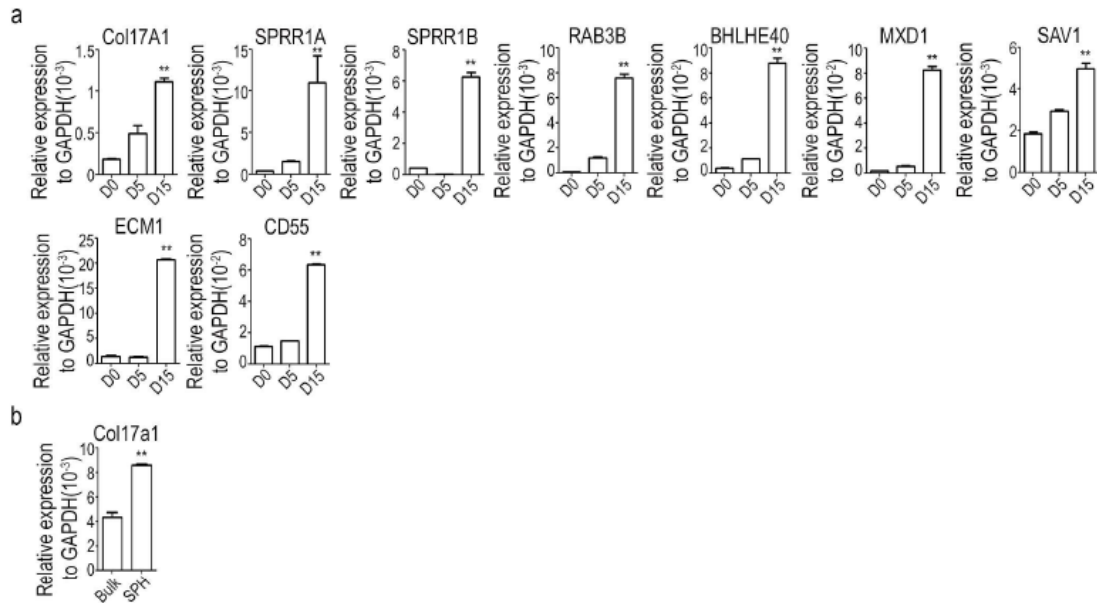 a
Col17A1 SPRR1A SPRR1B RAB3B BHLHE40 MXD1 SAV1
Relative expression to GAPDH(10⁻³)
1.5
1
0.5
0
**
D0 D5 D15
Relative expression to GAPDH(10⁻³)
15
10
5
0
**
D0 D5 D15
Relative expression to GAPDH(10⁻³)
8
6
4
2
0
**
D0 D5 D15
Relative expression to GAPDH(10⁻³)
10
8
6
4
2
0
**
D0 D5 D15
Relative expression to GAPDH(10⁻²)
10
8
6
4
2
0
**
D0 D5 D15
Relative expression to GAPDH(10⁻³)
10
8
6
4
2
0
**
D0 D5 D15
Relative expression to GAPDH(10⁻³)
6
4
2
0
**
D0 D5 D15
ECM1 CD55
Relative expression to GAPDH(10⁻³)
25
20
15
10
5
0
**
D0 D5 D15
Relative expression to GAPDH(10⁻²)
8
6
4
2
0
**
D0 D5 D15
b
Col17a1
Relative expression to GAPDH(10⁻³)
10
8
6
4
2
0
**
Bulk SPH